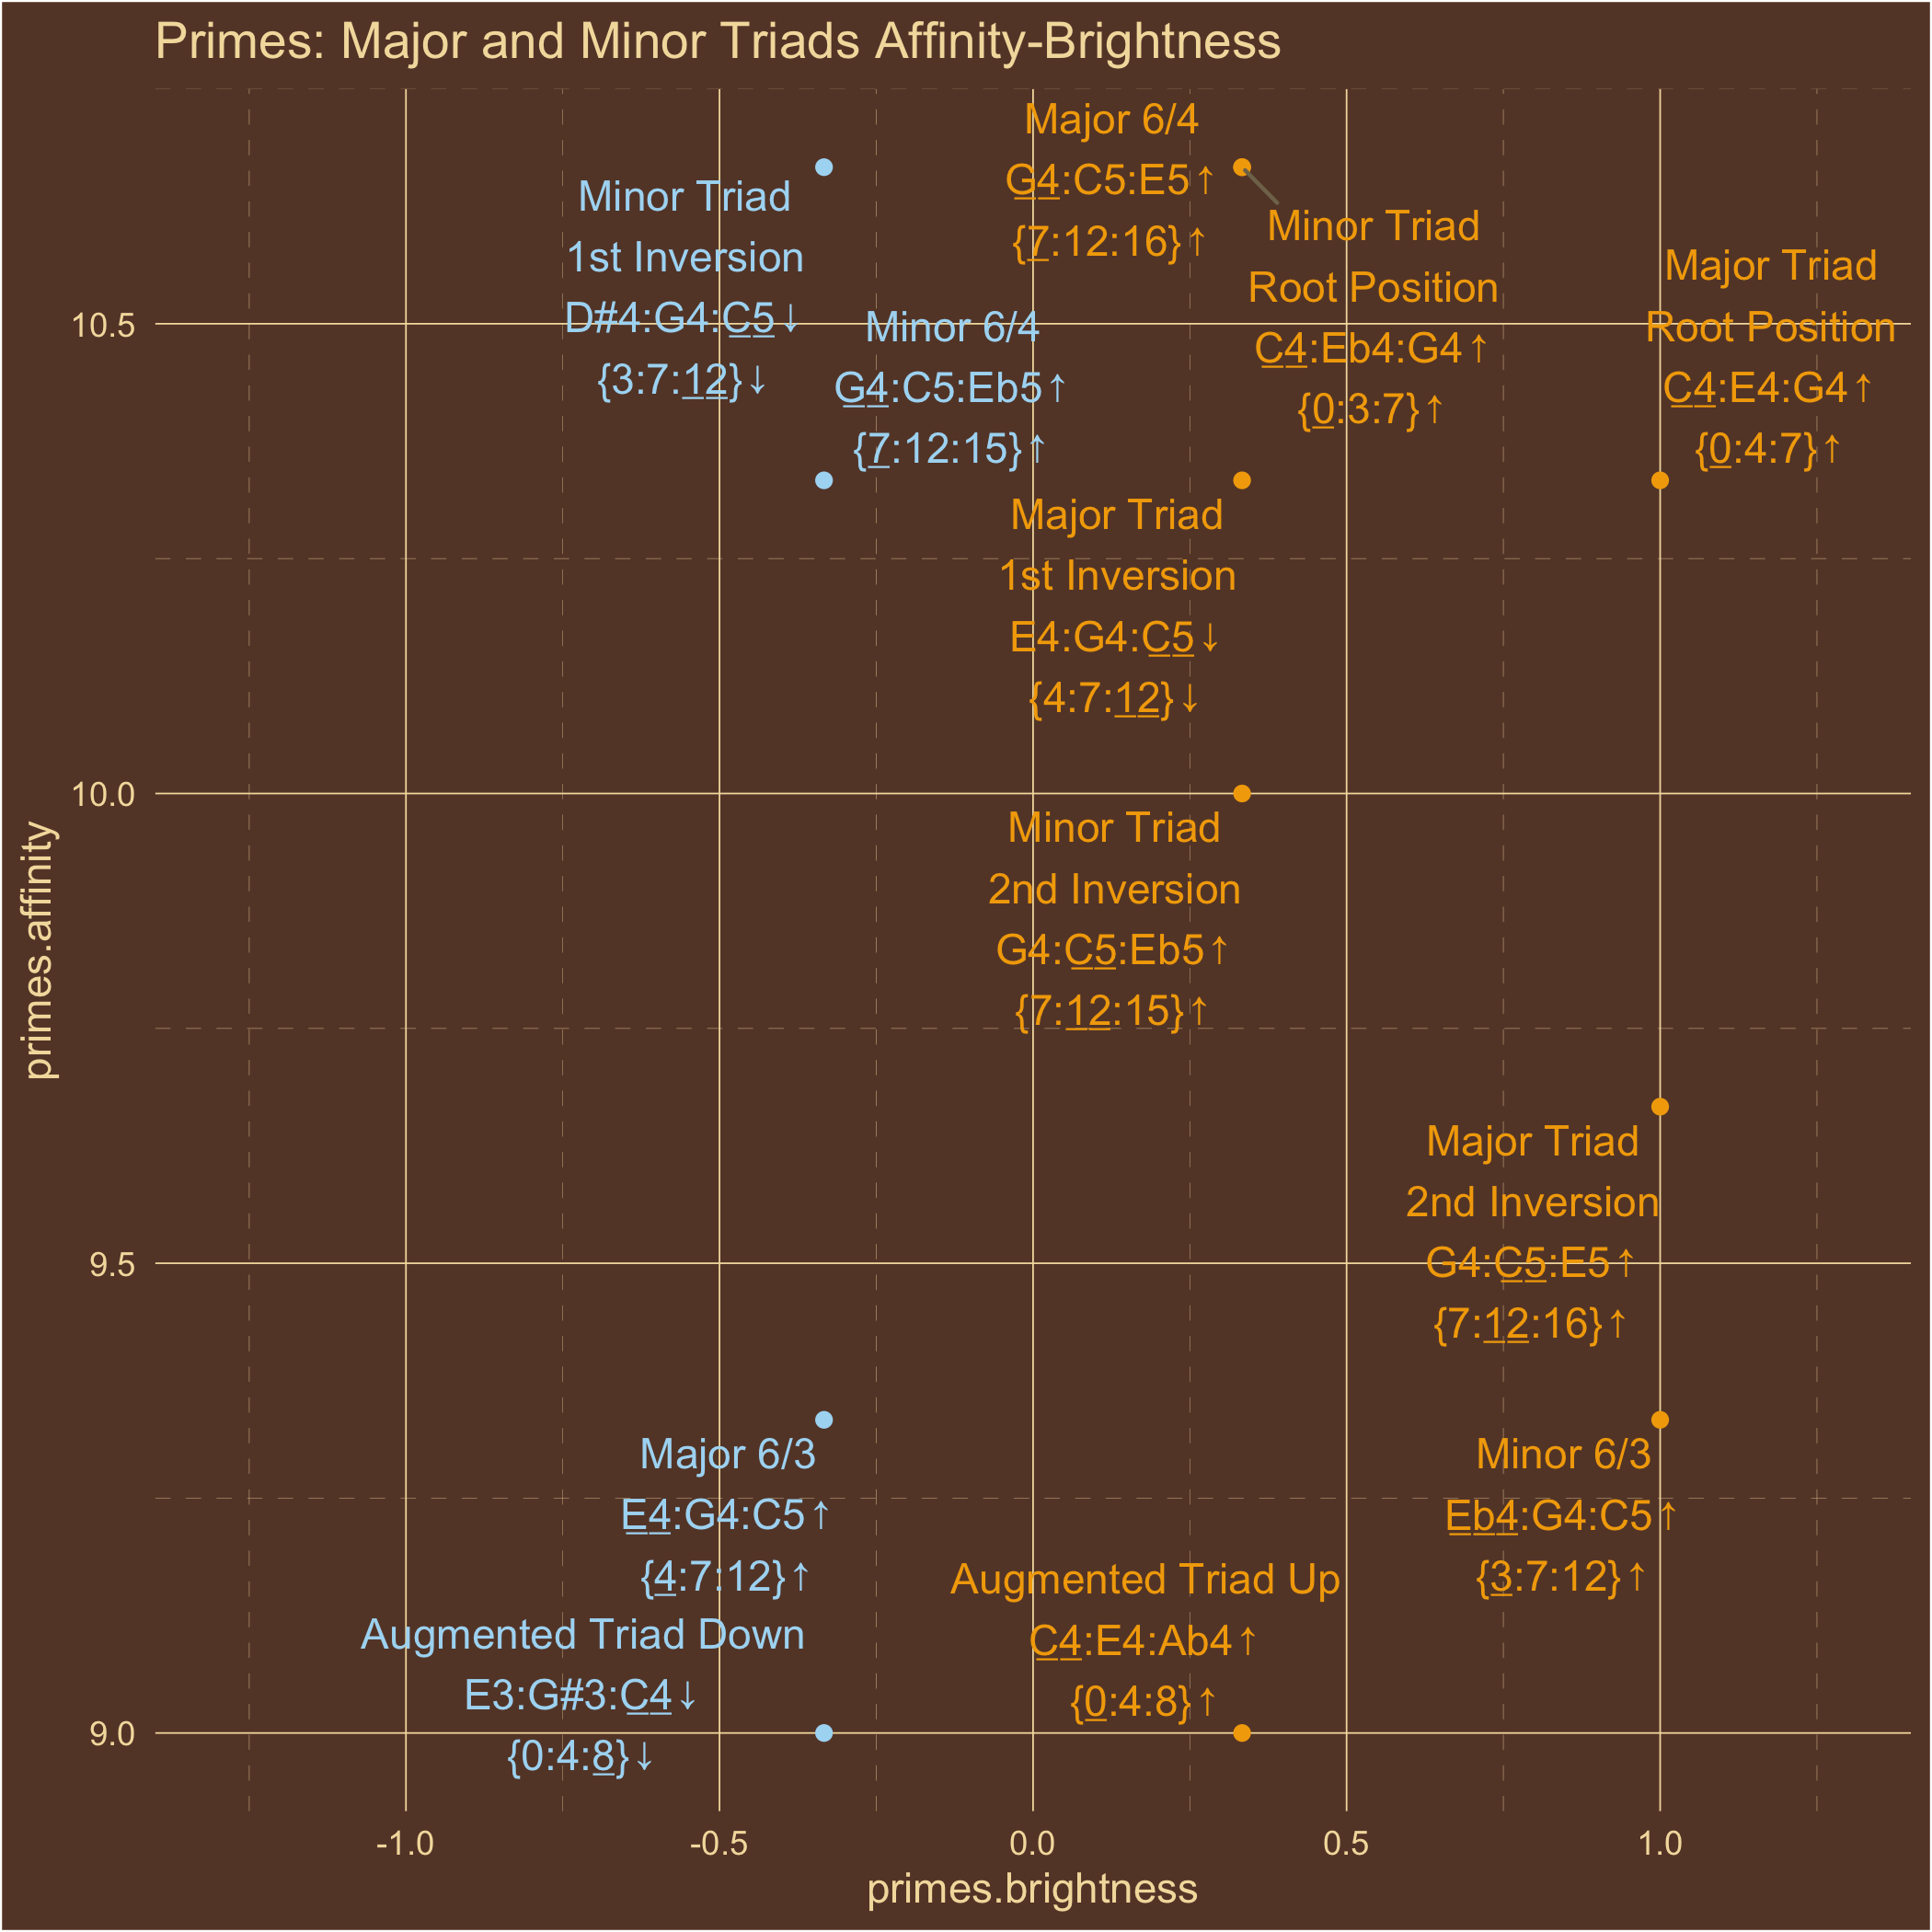 Primes: Major and Minor Triads Affinity-Brightness
Major 6/4
G4:C5:E5↑
{7:12:16}↑
Minor Triad
1st Inversion
D#4:G4:C5↓
{3:7:12}↓
Minor Triad
Root Position
C4:Eb4:G4↑
{0:3:7}↑
Major Triad
Root Position
C4:E4:G4↑
{0:4:7}↑
Minor 6/4
G4:C5:Eb5↑
{7:12:15}↑
Major Triad
1st Inversion
E4:G4:C5↓
{4:7:12}↓
Minor Triad
2nd Inversion
G4:C5:Eb5↑
{7:12:15}↑
Major Triad
2nd Inversion
G4:C5:E5↑
{7:12:16}↑
Major 6/3
E4:G4:C5↑
{4:7:12}↑
Minor 6/3
Eb4:G4:C5↑
{3:7:12}↑
Augmented Triad Up
C4:E4:Ab4↑
{0:4:8}↑
Augmented Triad Down
E3:G#3:C4↓
{0:4:8}↓
10.5
10.0
9.5
9.0
primes.affinity
-1.0
-0.5
0.0
0.5
1.0
primes.brightness